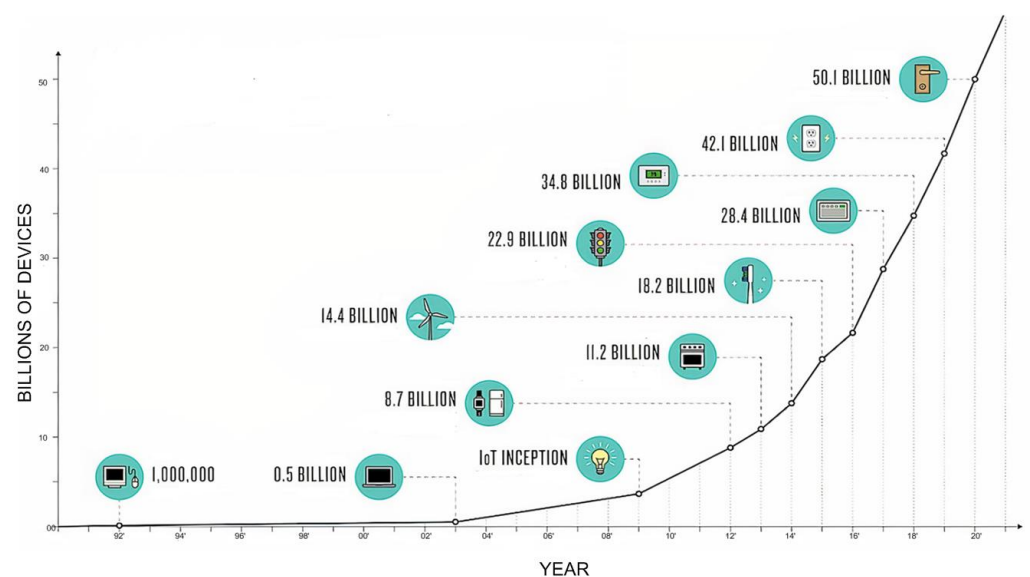 50.1 BILLION
50
42.1 BILLION
40
34.8 BILLION
28.4 BILLION
22.9 BILLION
30
18.2 BILLION
14.4 BILLION
20
11.2 BILLION
8.7 BILLION
10
IoT INCEPTION
1,000,000
0.5 BILLION
00
92'
94'
96'
98'
00'
02'
04'
06'
08'
10'
12'
14'
16'
18'
20'
BILLIONS OF DEVICES
YEAR